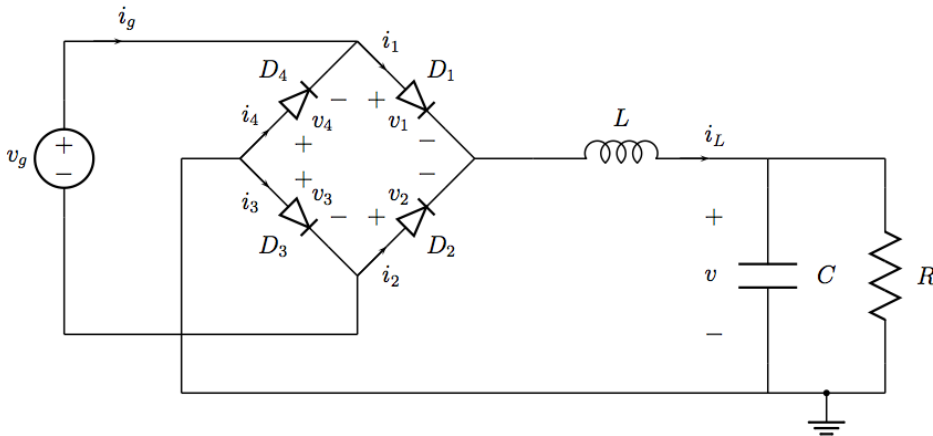 i_g
i_1
D_4
D_1
− +
i_4
v_4
v_1
+
−
L
i_L
v_g
+
−
+
−
i_3
v_3
v_2
− +
+
D_3
D_2
i_2
v
C
R
−